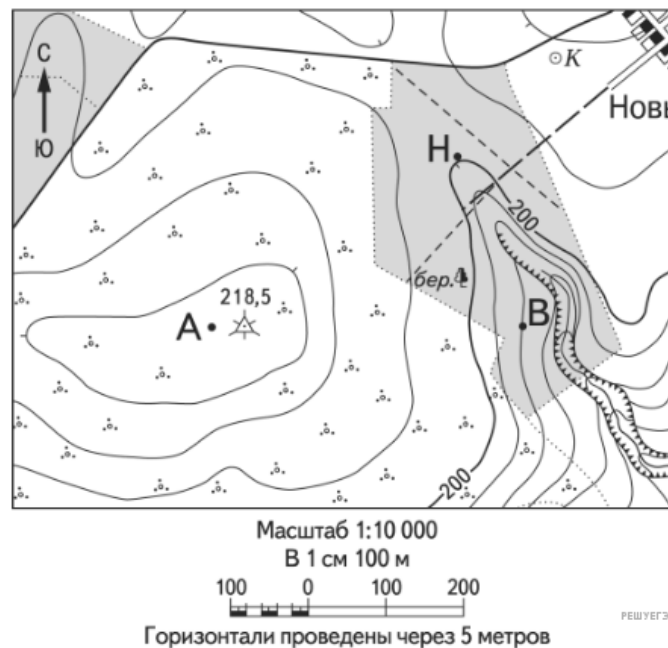 С
К
Новы
Н
Ю
200
бер.
218,5
А
В
200
Масштаб 1:10 000
В 1 см 100 м
100 0 100 200
РЕШУЕГЭ
Горизонтали проведены через 5 метров